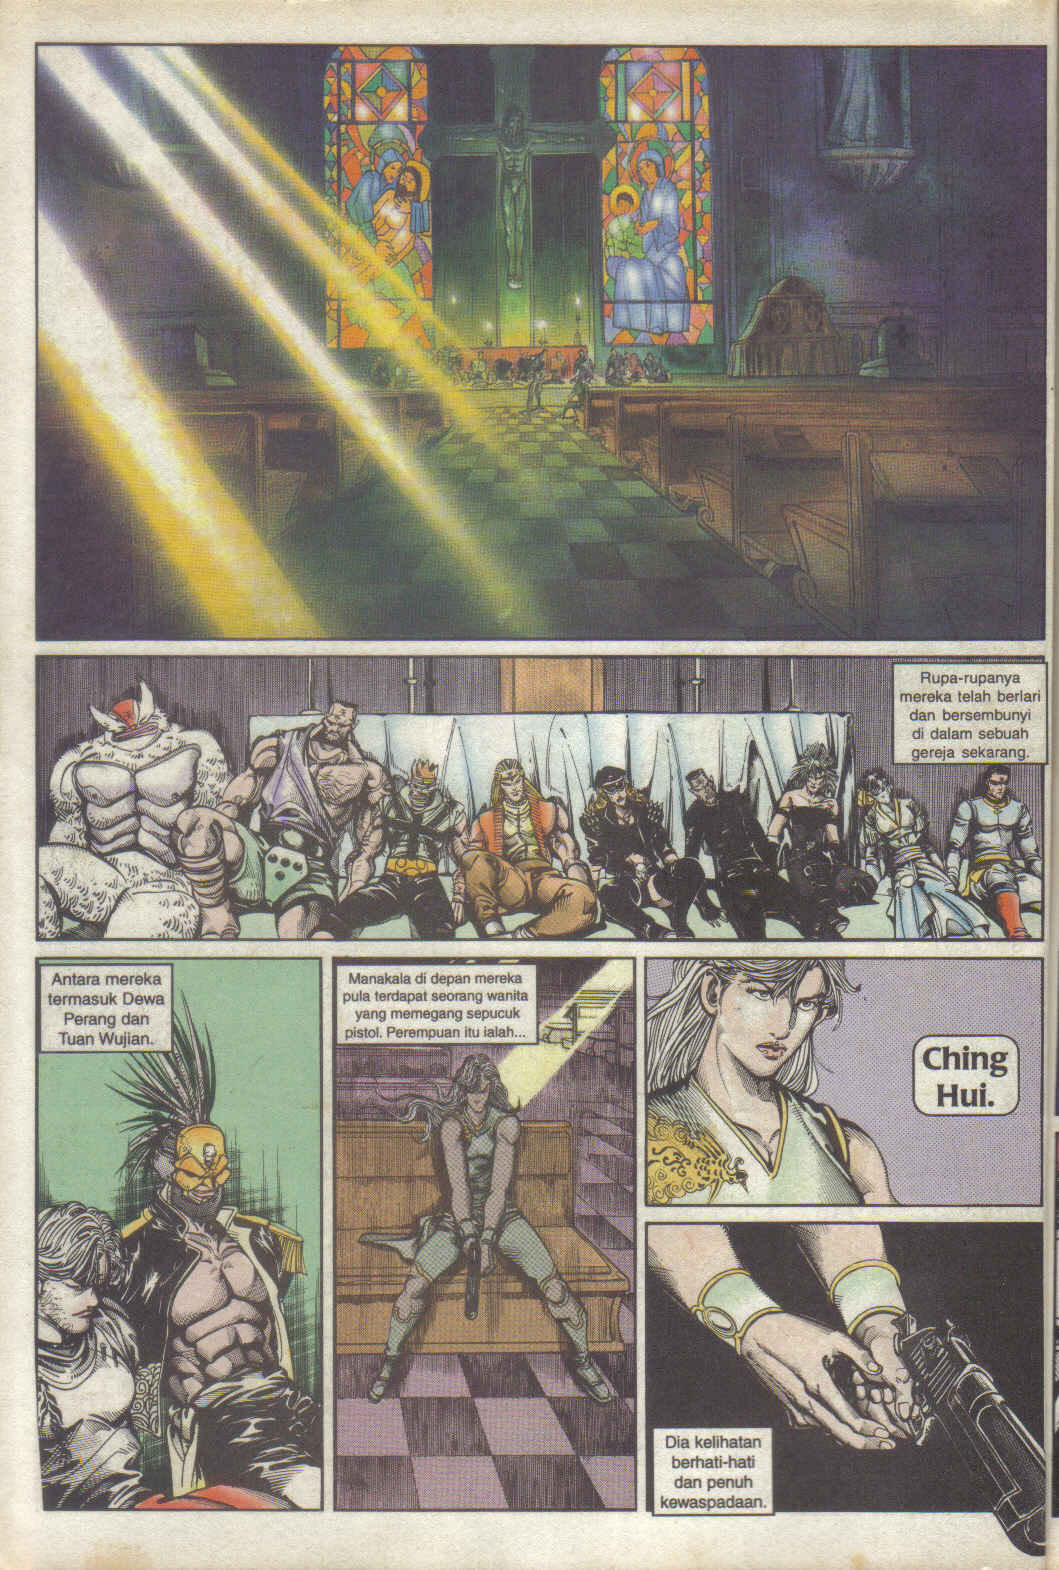 Rupa-rupanya
mereka telah berlari
dan bersembunyi
di dalam sebuah
gereja sekarang.
Antara mereka
termasuk Dewa
Perang dan
Tuan Wujian.
Manakala di depan mereka
pula terdapat seorang wanita
yang memegang sepucuk
pistol. Perempuan itu ialah...
Ching
Hui.
Dia kelihatan
berhati-hati
dan penuh
kewaspadaan.